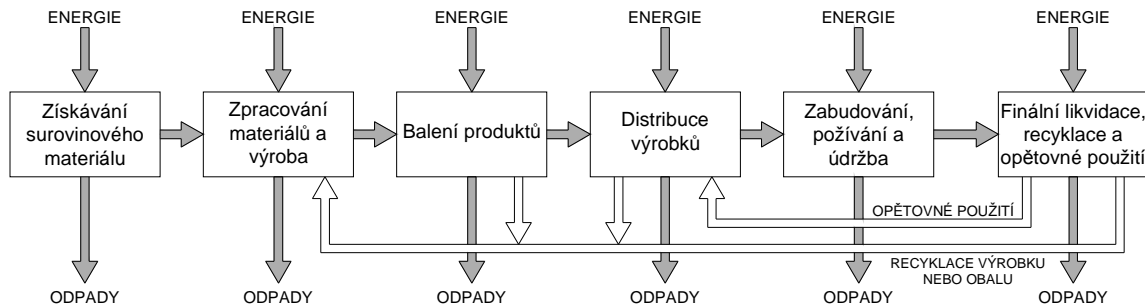 ENERGIE
ENERGIE
ENERGIE
ENERGIE
ENERGIE
ENERGIE
Získávání
surovinového
materiálu
Zpracování
materiálů a
výroba
Balení produktů
Distribuce
výrobků
Zabudování,
požívání a
údržba
Finální likvidace,
recyklace a
opětovné použití
OPĚTOVNÉ POUŽITÍ
RECYKLACE VÝROBKU
NEBO OBALU
ODPADY
ODPADY
ODPADY
ODPADY
ODPADY
ODPADY